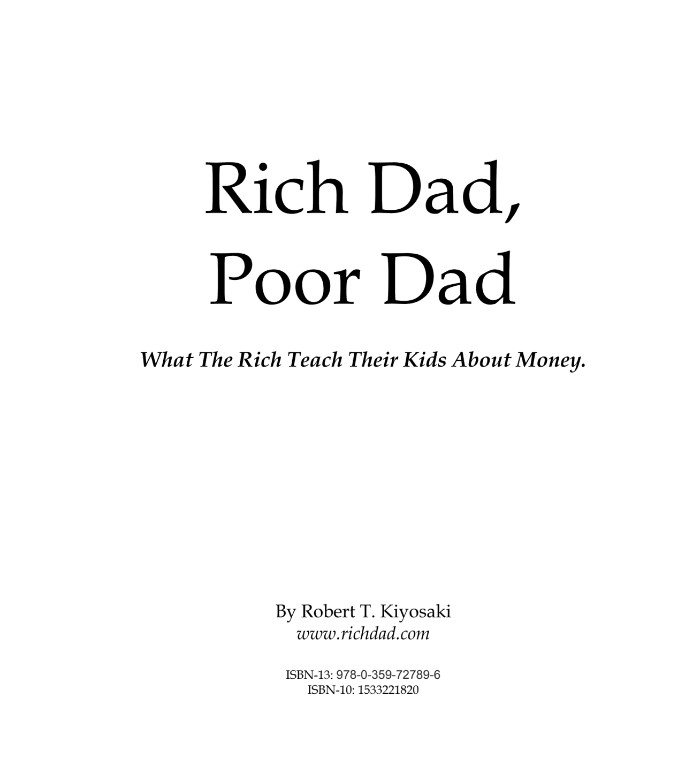 Rich Dad,
Poor Dad
What The Rich Teach Their Kids About Money.
By Robert T. Kiyosaki
www.richdad.com
ISBN-13: 978-0-359-72789-6
ISBN-10: 1533221820